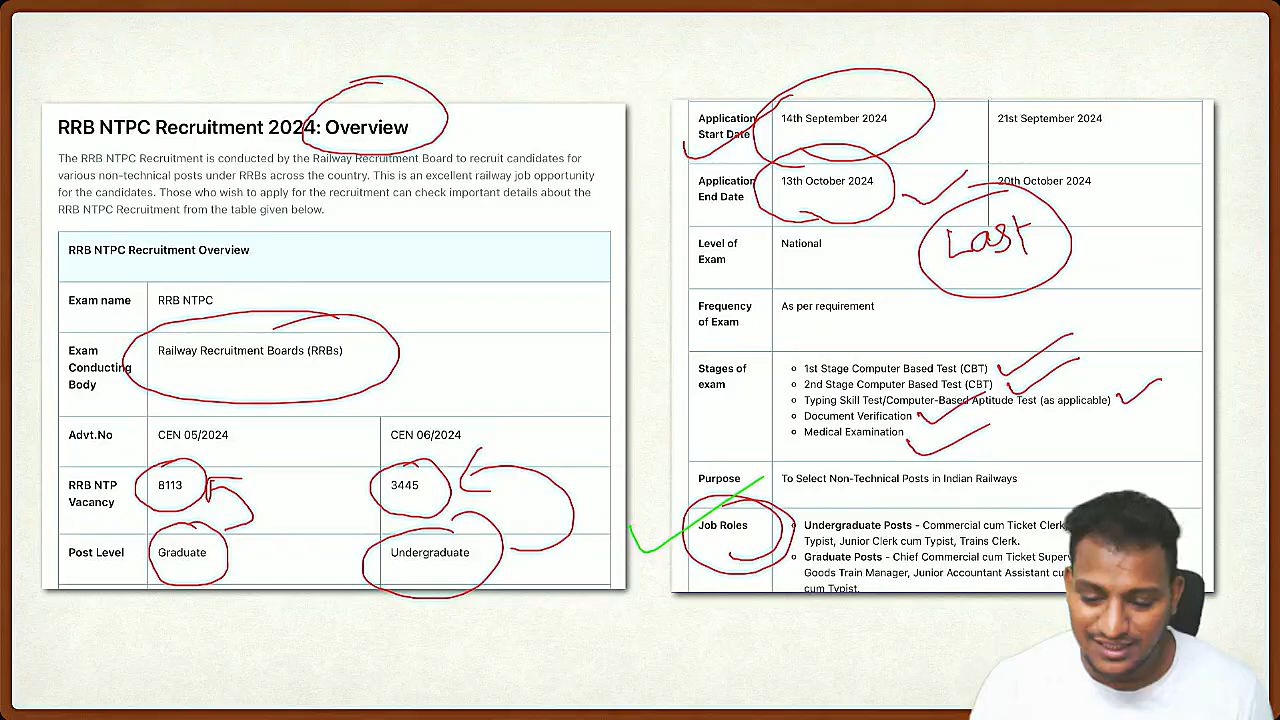 RRB NTPC Recruitment 2024: Overview
The RRB NTPC Recruitment is conducted by the Railway Recruitment Board to recruit candidates for
various non-technical posts under RRBs across the country. This is an excellent railway job opportunity
for the candidates. Those who wish to apply for the recruitment can check important details about the
RRB NTPC Recruitment from the table given below.
RRB NTPC Recruitment Overview
Exam name RRB NTPC
Exam Conducting Body Railway Recruitment Boards (RRBs)
Advt.No CEN 05/2024 CEN 06/2024
RRB NTP Vacancy 8113 3445
Post Level Graduate Undergraduate
Application Start Date 14th September 2024 21st September 2024
Application End Date 13th October 2024 20th October 2024
Last
Level of Exam National
Frequency of Exam As per requirement
Stages of exam
1st Stage Computer Based Test (CBT)
2nd Stage Computer Based Test (CBT)
Typing Skill Test/Computer-Based Aptitude Test (as applicable)
Document Verification
Medical Examination
Purpose To Select Non-Technical Posts in Indian Railways
Job Roles
Undergraduate Posts - Commercial cum Ticket Clerk
Typist, Junior Clerk cum Typist, Trains Clerk.
Graduate Posts - Chief Commercial cum Ticket
Goods Train Manager, Junior Accountant Assistant
cum Typist.